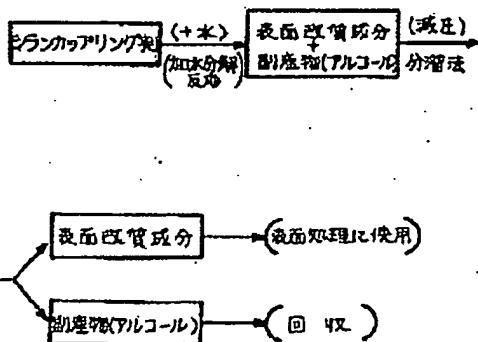 シランカップリング剤
(+水)
(加水分解
反応)
表面改質成分
+
副産物(アルコール)
(減圧)
分溜法
表面改質成分
(表面処理に使用)
副産物(アルコール)
(回収)